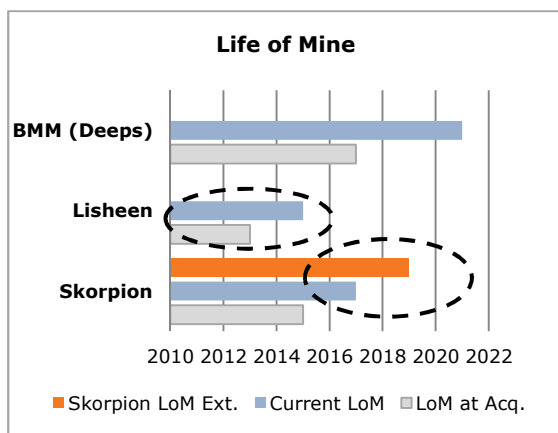 Life of Mine
BMM (Deeps)
Lisheen
Skorpion
2010 2012 2014 2016 2018 2020 2022
Skorpion LoM Ext. Current LoM LoM at Acq.